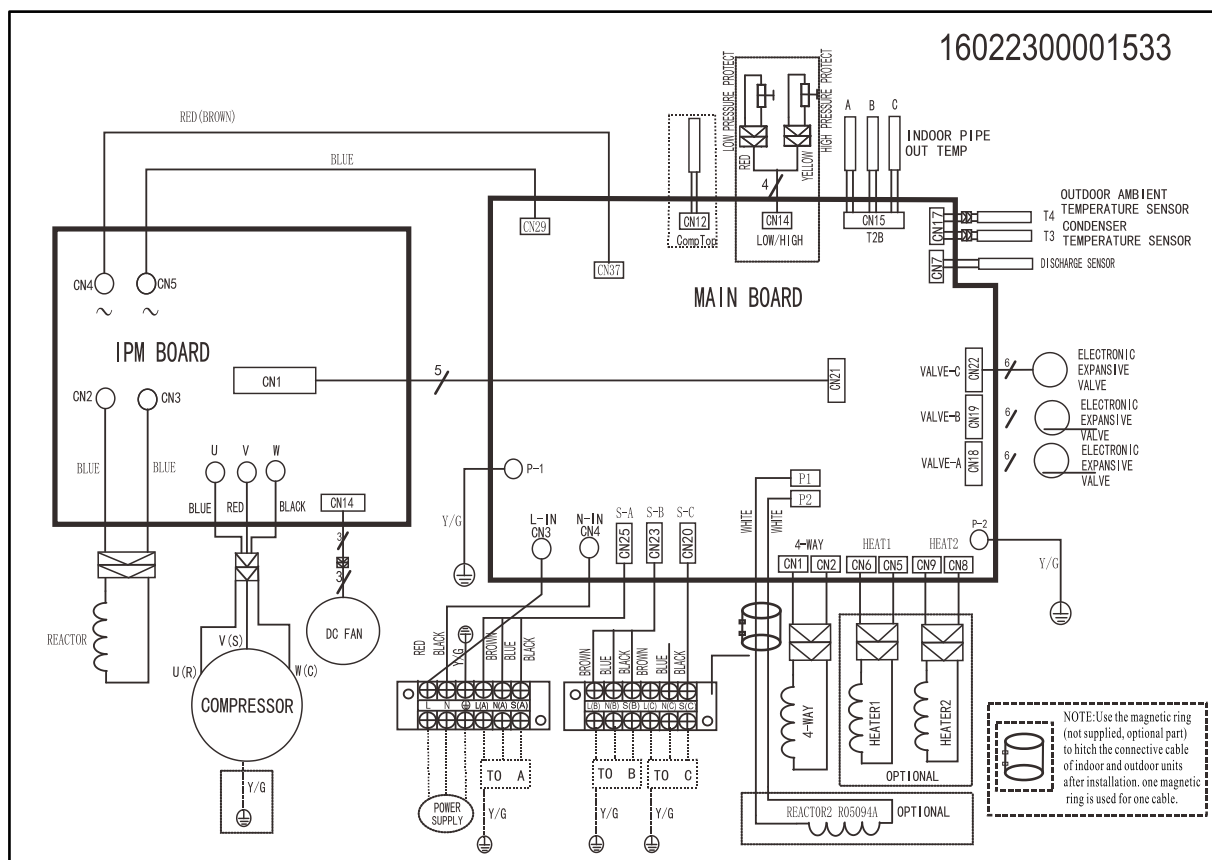 16022300001533
LOW PRESSURE PROTECT
HIGH PRESSURE PROTECT
RED
YELLOW
4
A B C
INDOOR PIPE
OUT TEMP
RED(BROWN)
BLUE
CN29
CN37
CN12
CompTop
CN14
LOW/HIGH
CN15
T2B
CN17
CN7
T4
OUTDOOR AMBIENT
TEMPERATURE SENSOR
T3
CONDENSER
TEMPERATURE SENSOR
DISCHARGE SENSOR
CN4
CN5
IPM BOARD
CN1
5
CN21
MAIN BOARD
CN2
CN3
BLUE
BLUE
U V W
BLUE
RED
BLACK
CN14
3
3
DC FAN
REACTOR
V(S)
U(R)
W(C)
COMPRESSOR
Y/G
VALVE-C
CN22
6
ELECTRONIC
EXPANSIVE
VALVE
VALVE-B
CN19
6
ELECTRONIC
EXPANSIVE
VALVE
VALVE-A
CN18
6
ELECTRONIC
EXPANSIVE
VALVE
P-1
Y/G
L-IN
CN3
N-IN
CN4
S-A
CN25
S-B
CN23
S-C
CN20
P1
P2
WHITE
WHITE
P-2
Y/G
4-WAY
CN1 CN2
HEAT1
CN6 CN5
HEAT2
CN9 CN8
RED
BLACK
Y/G
BROWN
BLUE
BLACK
L N L(A) N(A) S(A)
BROWN
BLUE
BLACK
BROWN
BLUE
BLACK
L(B) N(B) S(B) L(C) N(C) S(C)
POWER
SUPPLY
TO A
Y/G
TO B
Y/G
TO C
Y/G
4-WAY
HEATER1
HEATER2
OPTIONAL
REACTOR2 R05094A
OPTIONAL
NOTE:Use the magnetic ring
(not supplied, optional part)
to hitch the connective cable
of indoor and outdoor units
after installation. one magnetic
ring is used for one cable.